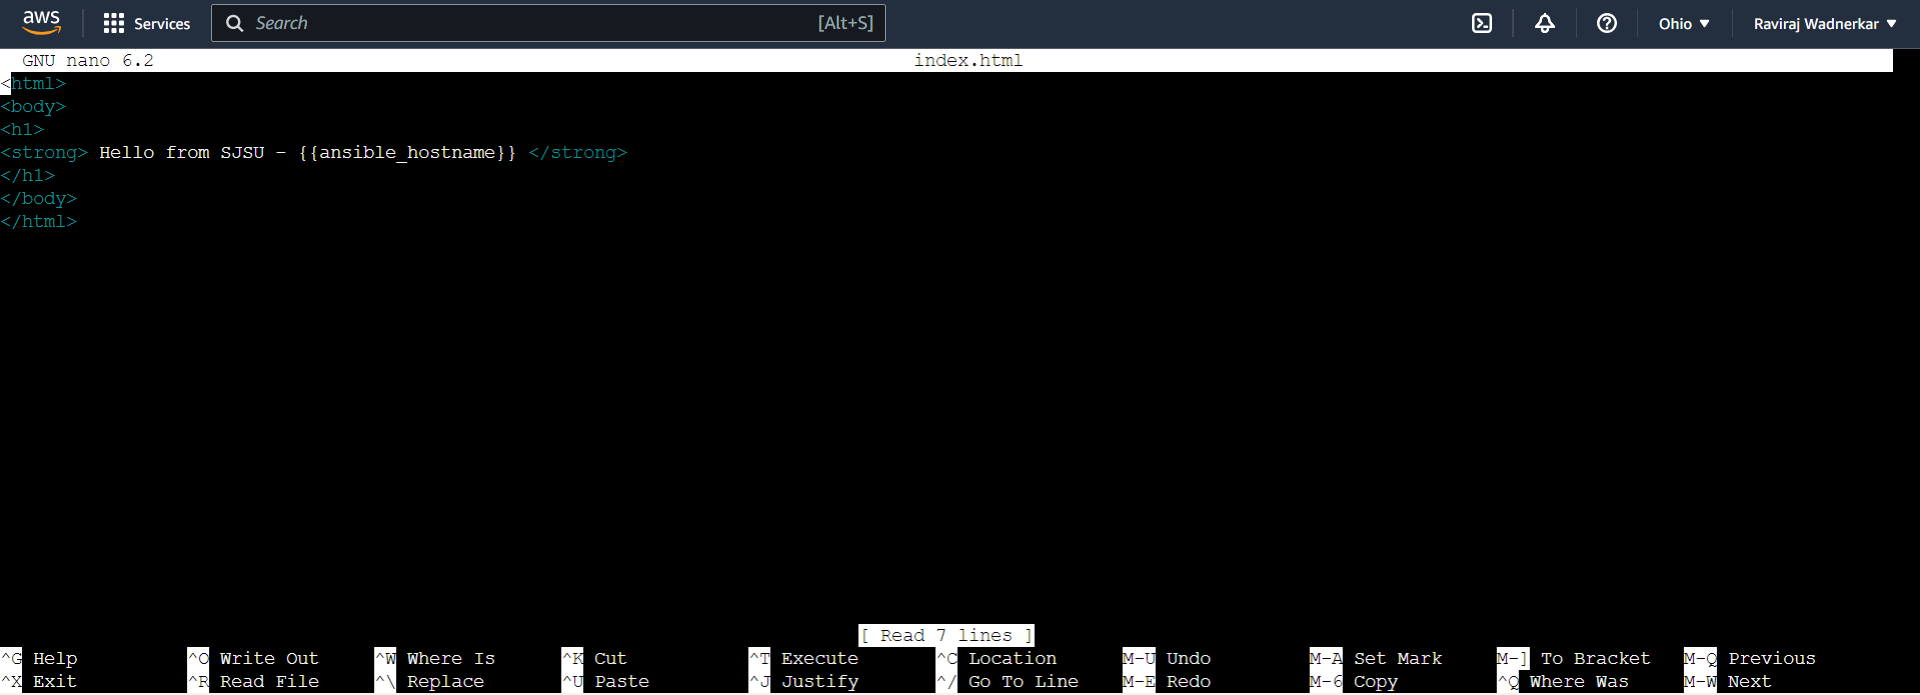 aws Services Search [Alt+S] Ohio ▼ Raviraj Wadnerkar ▼
GNU nano 6.2 index.html
<html>
<body>
<h1>
<strong> Hello from SJSU - {{ansible_hostname}} </strong>
</h1>
</body>
</html>
[ Read 7 lines ]
^G Help ^O Write Out ^W Where Is ^K Cut ^T Execute ^C Location M-U Undo M-A Set Mark M-] To Bracket M-Q Previous
^X Exit ^R Read File ^\ Replace ^U Paste ^J Justify ^/ Go To Line M-E Redo M-6 Copy ^Q Where Was M-W Next